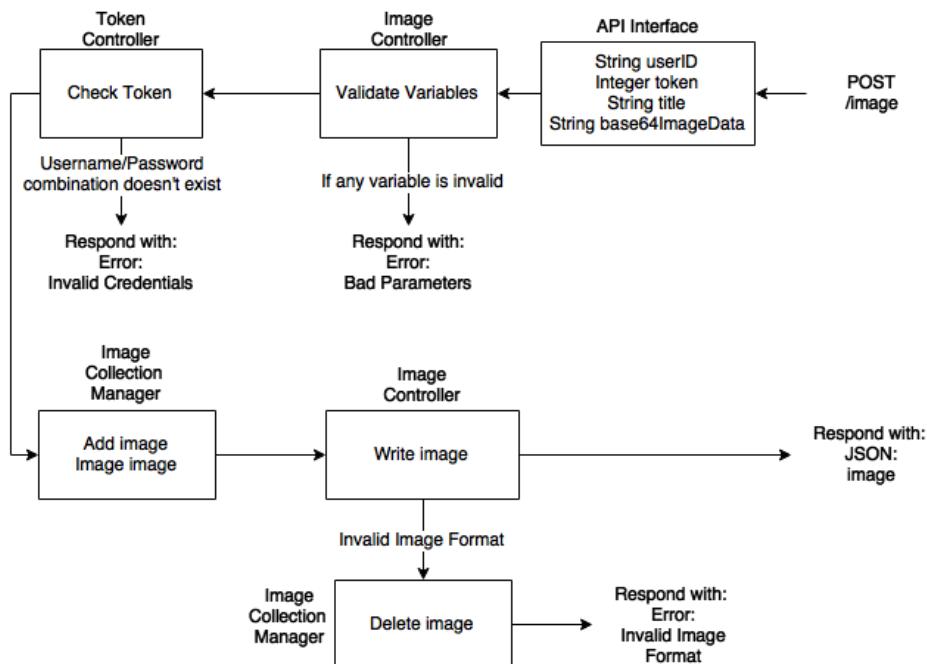 Token
Controller
Image
Controller
API Interface
Check Token
Validate Variables
String userID
Integer token
String title
String base64ImageData
POST
/image
Username/Password
combination doesn't exist
If any variable is invalid
Respond with:
Error:
Invalid Credentials
Respond with:
Error:
Bad Parameters
Image
Collection
Manager
Image
Controller
Add image
Image image
Write image
Respond with:
JSON:
image
Invalid Image Format
Image
Collection
Manager
Delete image
Respond with:
Error:
Invalid Image
Format